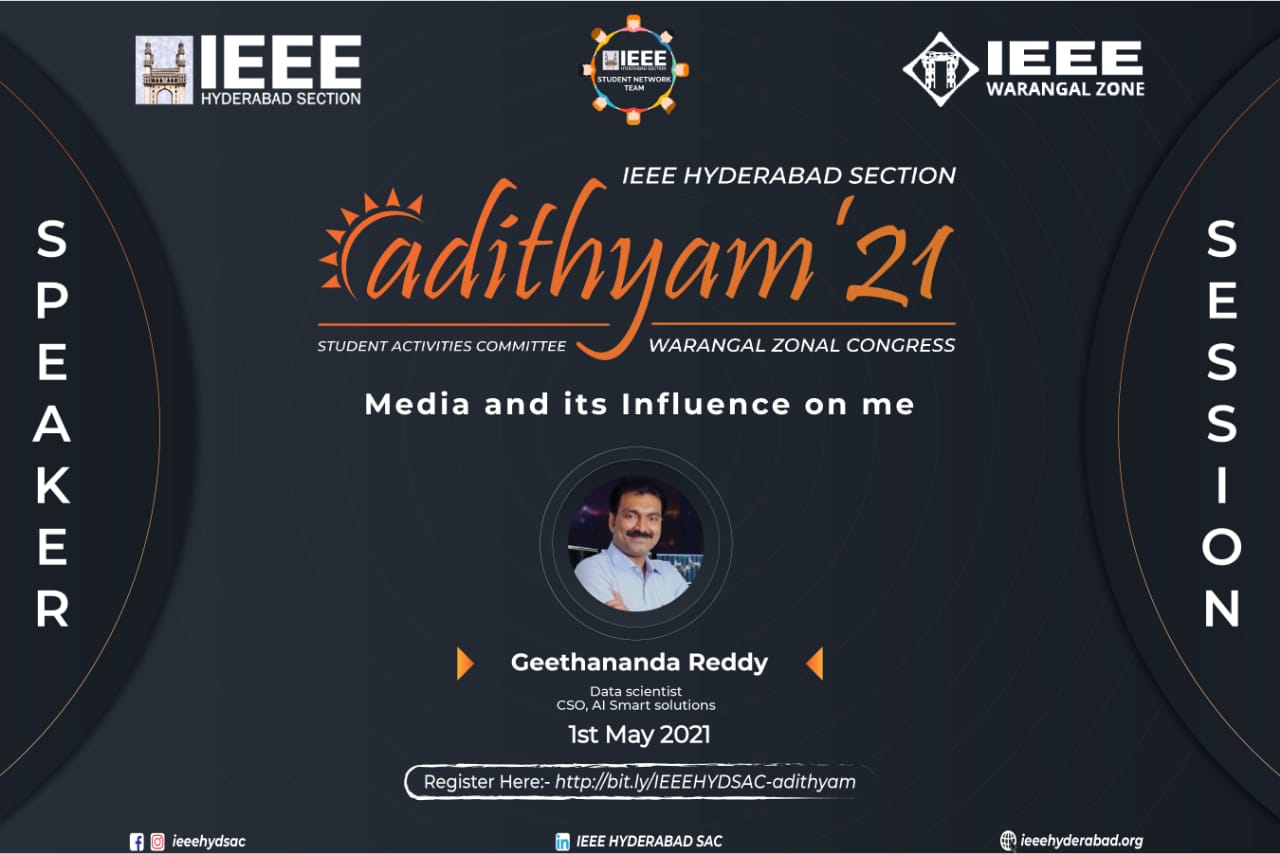 IEEE
HYDERABAD SECTION
IEEE
HYDERABAD SECTION
STUDENT NETWORK
TEAM
IEEE
WARANGAL ZONE
SPEAKER
SESSION
IEEE HYDERABAD SECTION
adithyam'21
STUDENT ACTIVITIES COMMITTEE
WARANGAL ZONAL CONGRESS
Media and its Influence on me
Geethananda Reddy
Data scientist
CSO, AI Smart solutions
1st May 2021
Register Here:- http://bit.ly/IEEEHYDSAC-adithyam
ieeehydsac
IEEE HYDERABAD SAC
ieeehyderabad.org